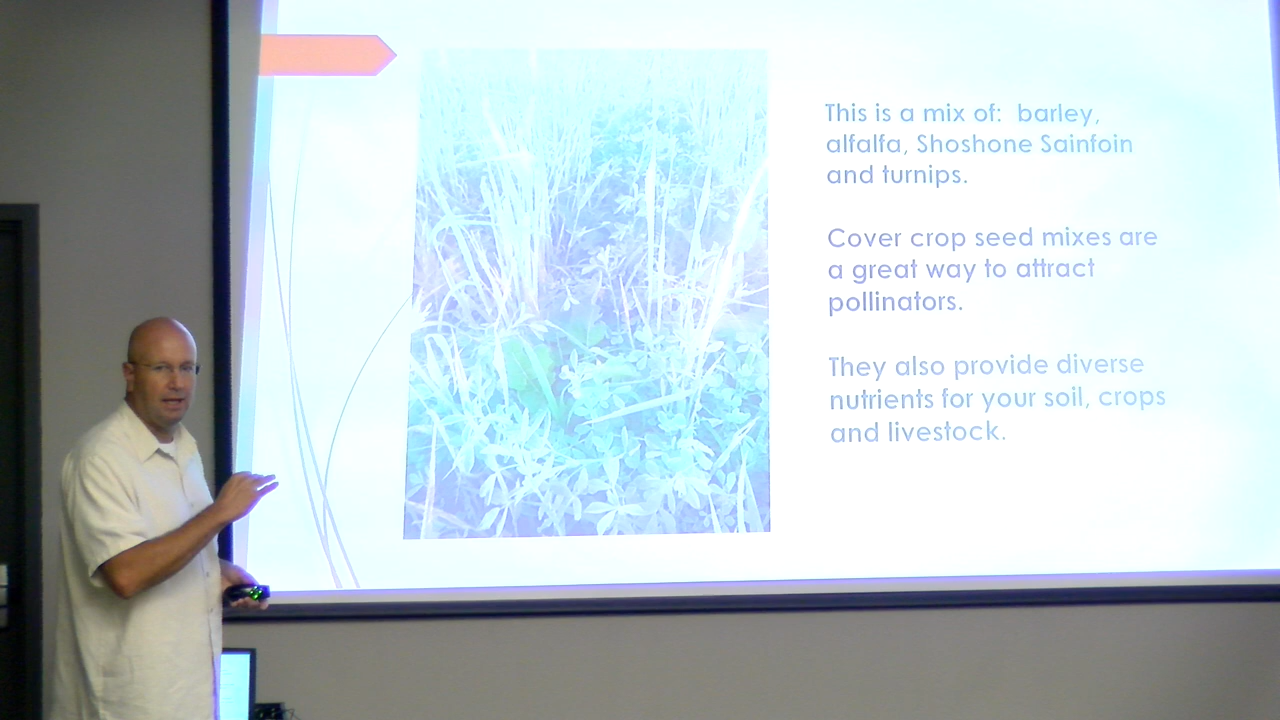 This is a mix of:  barley,
alfalfa, Shoshone Sainfoin
and turnips.
Cover crop seed mixes are
a great way to attract
pollinators.
They also provide diverse
nutrients for your soil, crops
and livestock.